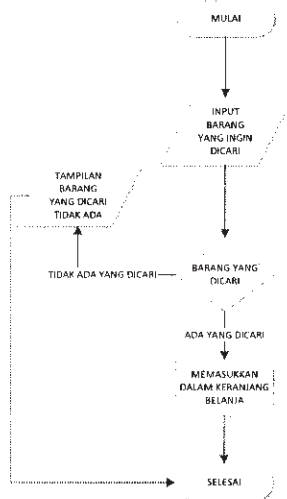 MULAI
INPUT
BARANG
YANG INGIN
DICARI
TAMPILAN
BARANG
YANG DICARI
TIDAK ADA
TIDAK ADA YANG DICARI
BARANG YANG
DICARI
ADA YANG DICARI
MEMASUKKAN
DALAM KERANJANG
BELANJA
SELESAI